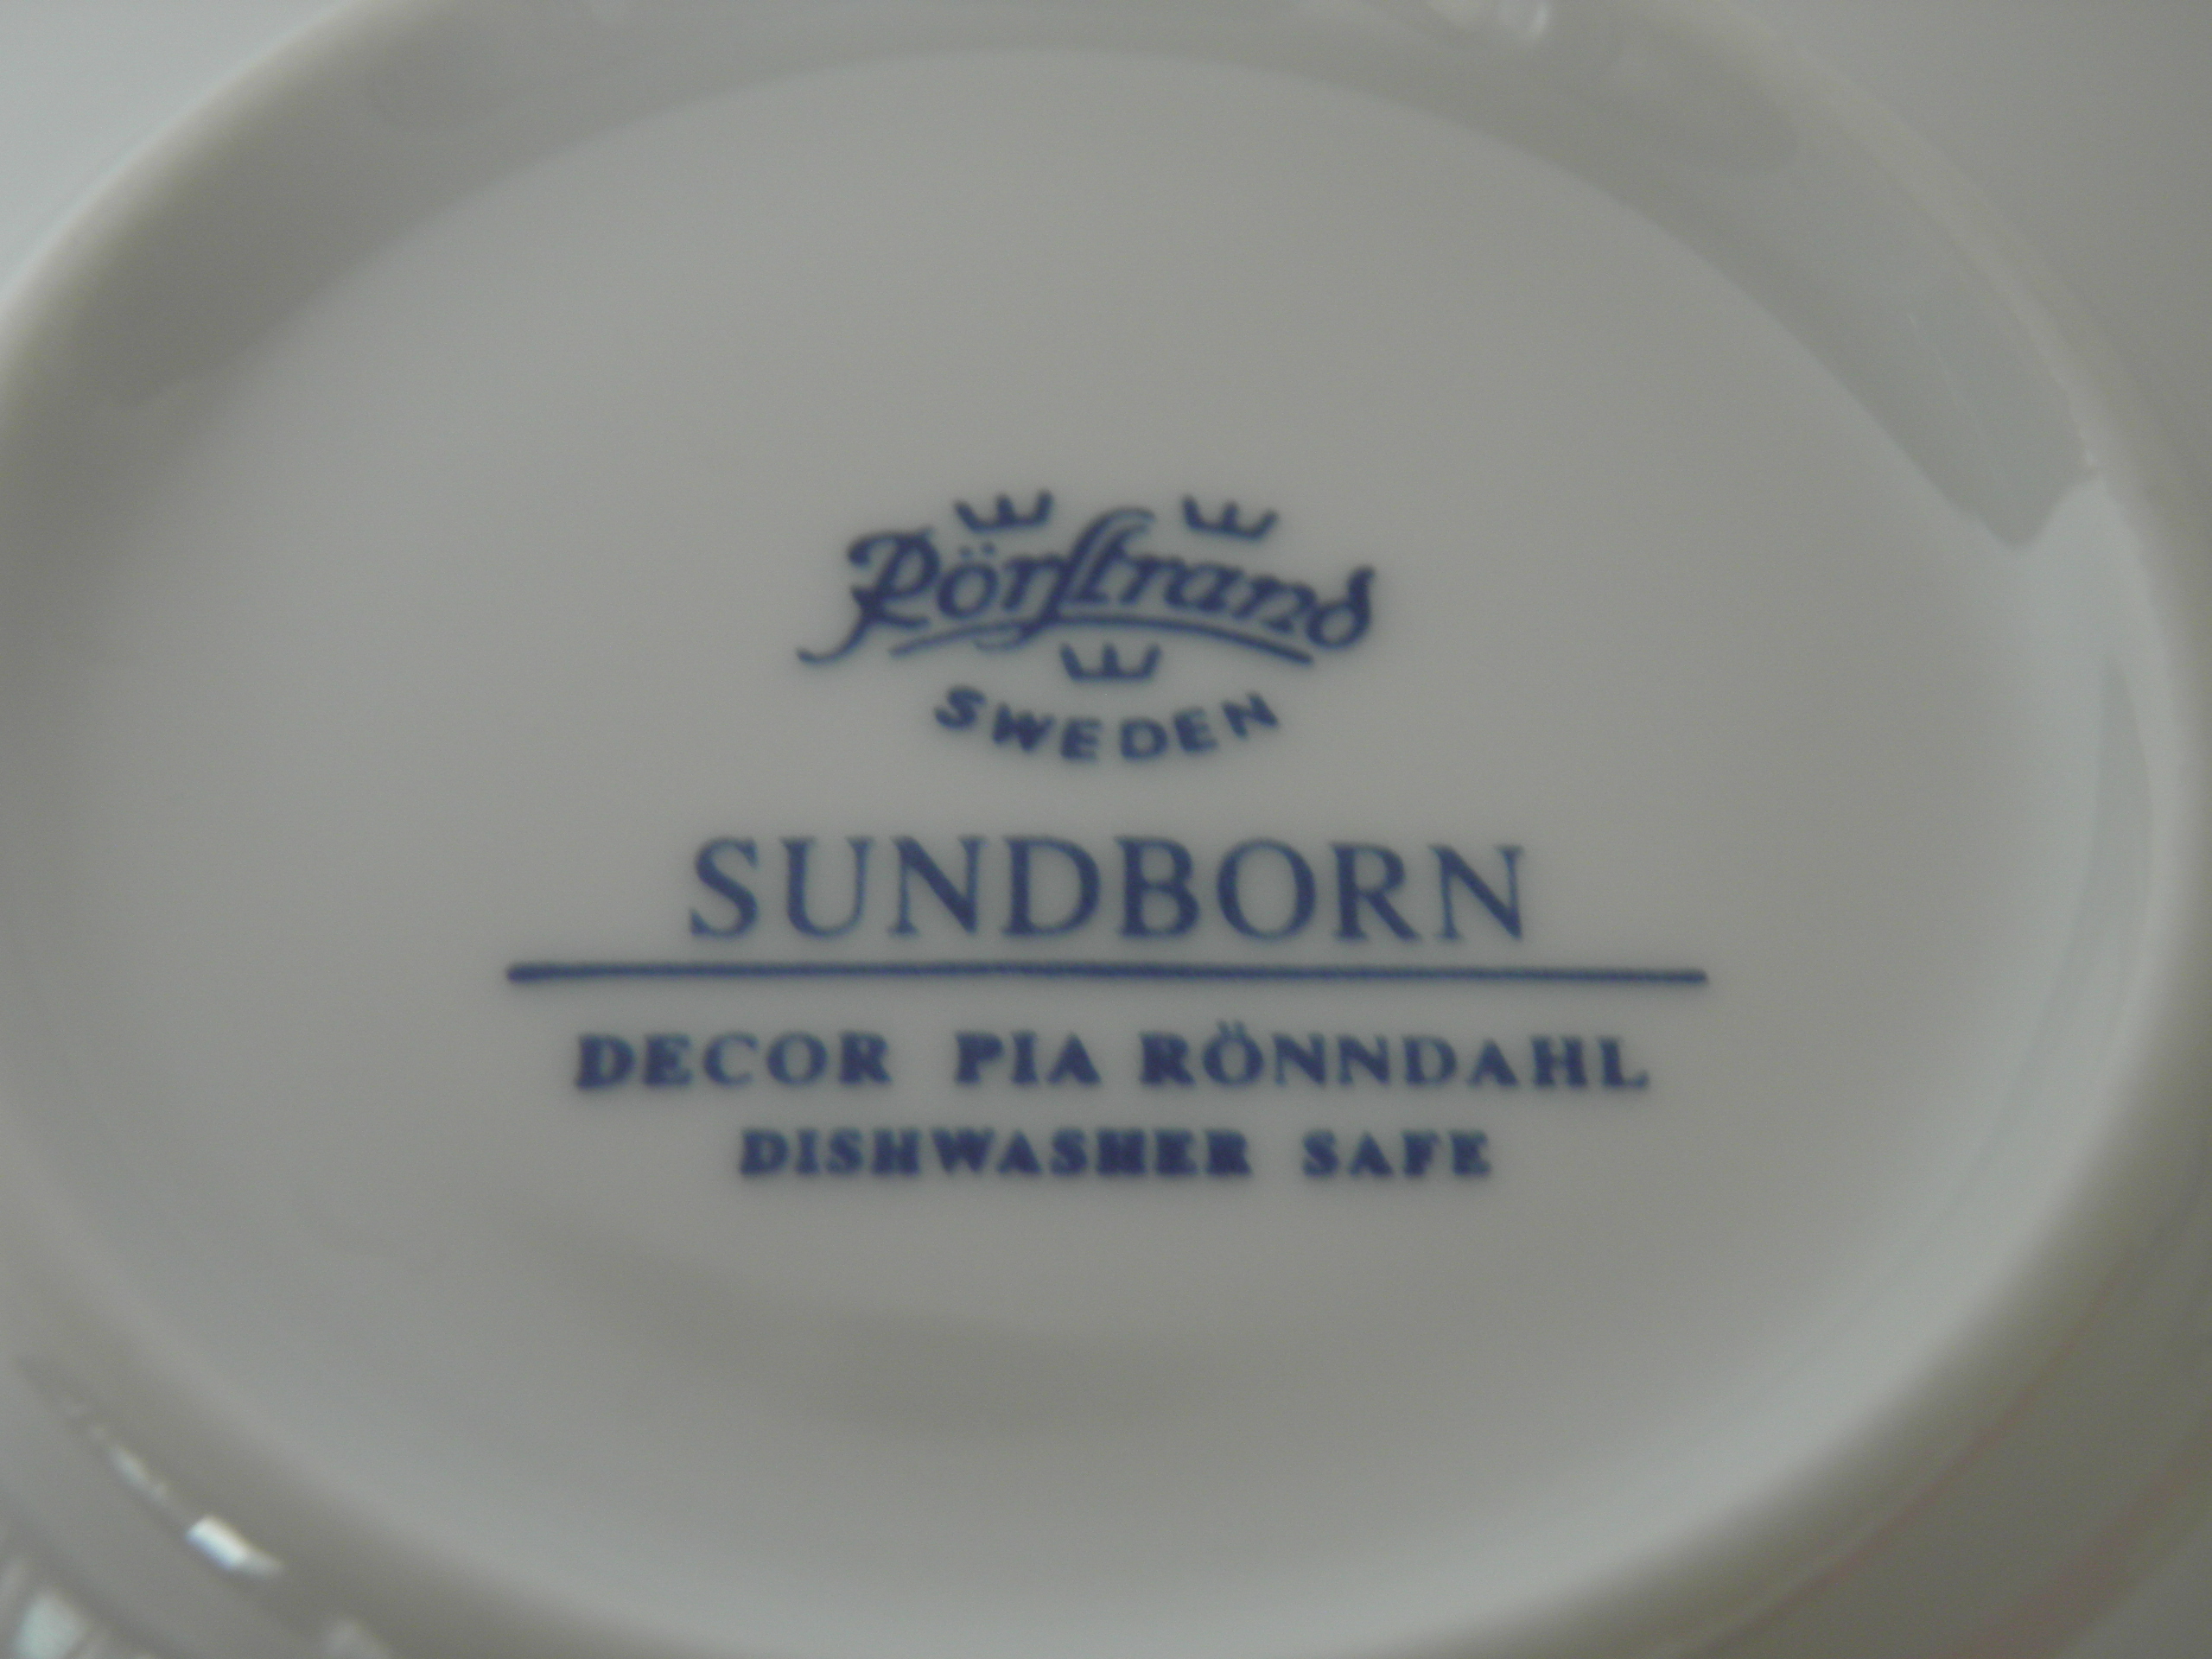 Rörstrand
SWEDEN
SUNDBORN
DECOR PIA RÖNNDAHL
DISHWASHER SAFE